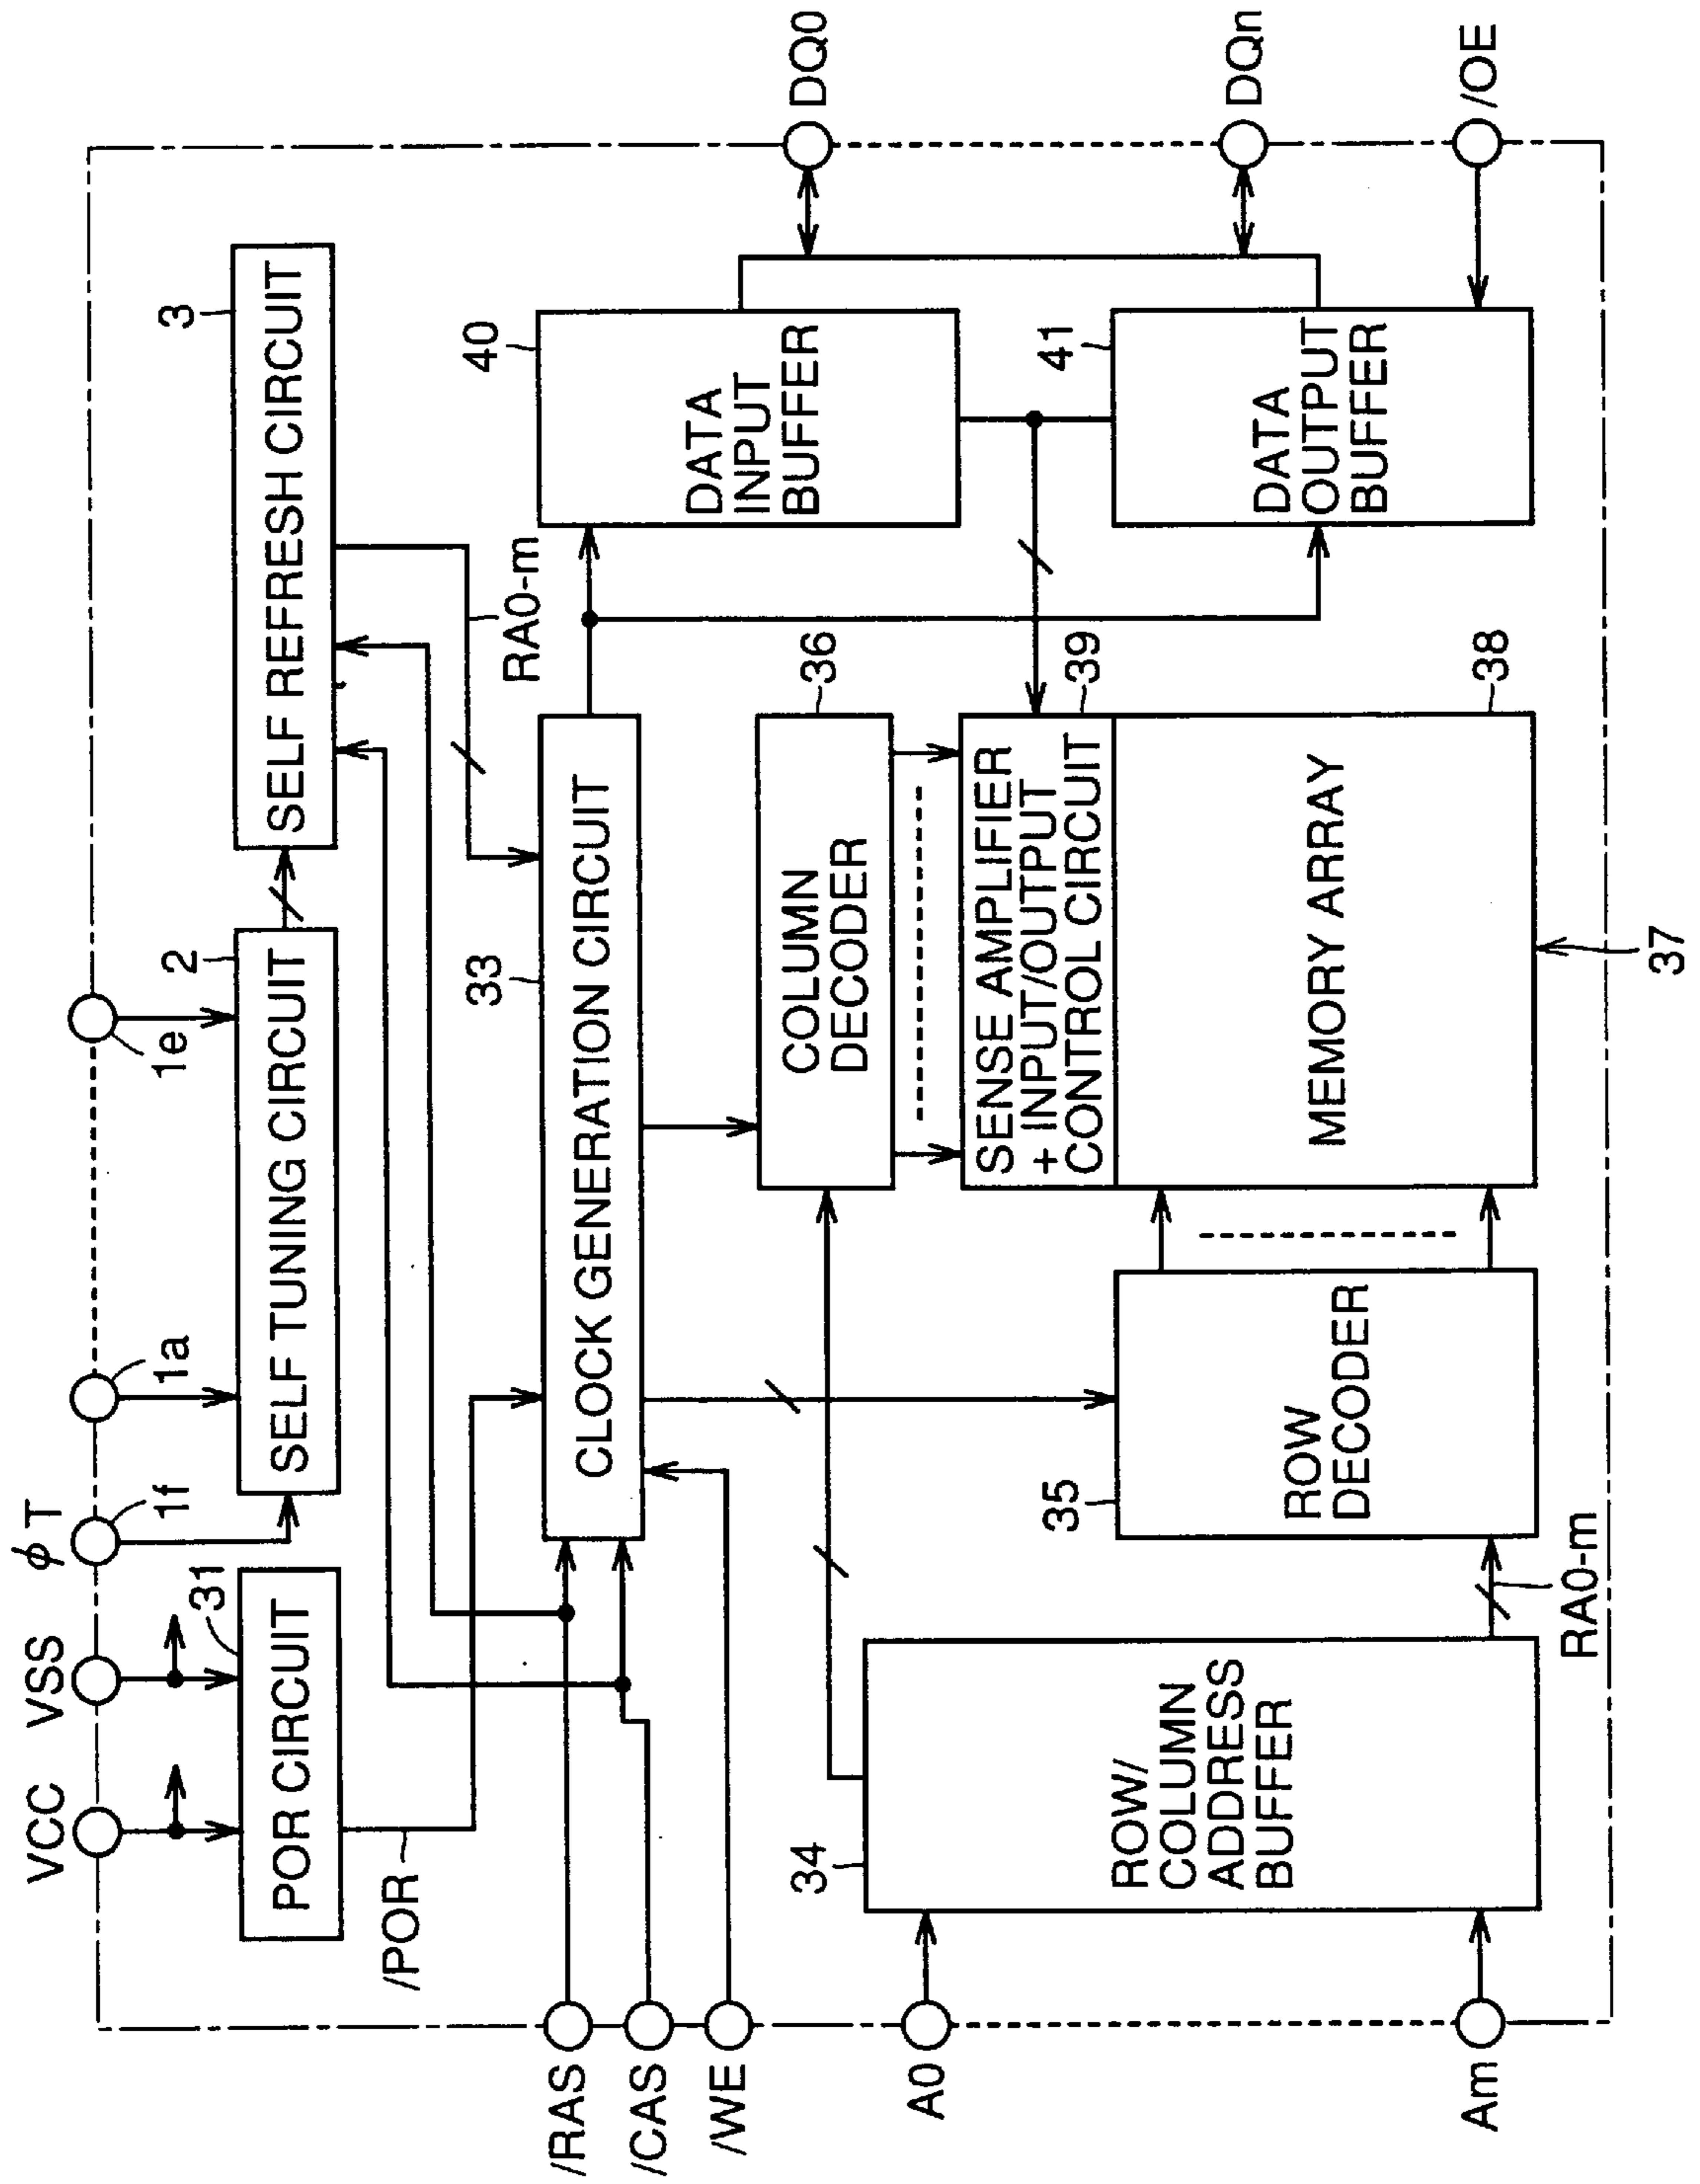 VCC
VSS
φT
1f
1a
1e
31
2
3
POR CIRCUIT
SELF TUNING CIRCUIT
SELF REFRESH CIRCUIT
/POR
RA0-m
33
CLOCK GENERATION CIRCUIT
/RAS
/CAS
/WE
40
DATA
INPUT
BUFFER
DQ0
36
COLUMN
DECODER
34
ROW/
COLUMN
ADDRESS
BUFFER
A0
Am
35
ROW
DECODER
RA0-m
SENSE AMPLIFIER
+ INPUT/OUTPUT
CONTROL CIRCUIT
39
MEMORY ARRAY
38
37
41
DATA
OUTPUT
BUFFER
DQn
/OE